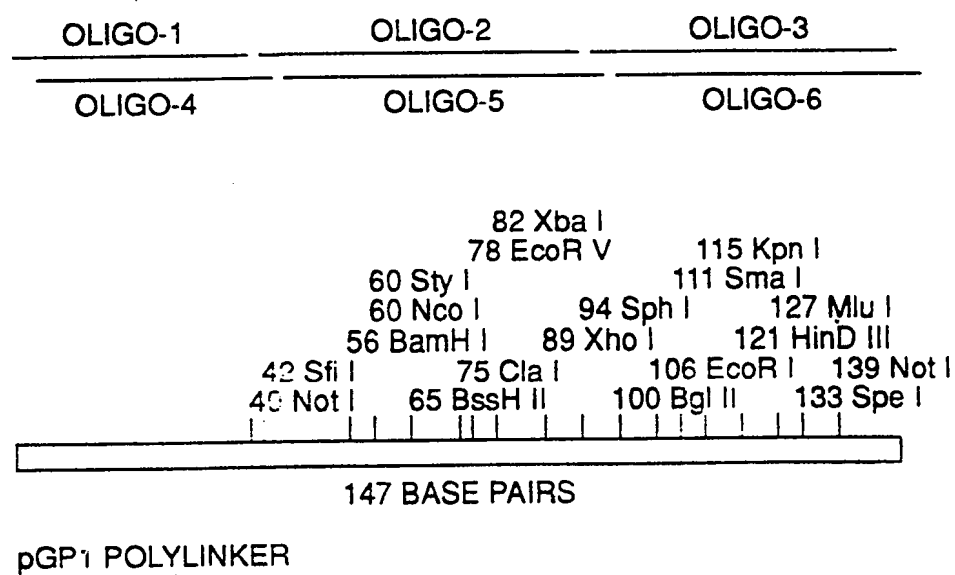 OLIGO-1 OLIGO-2 OLIGO-3
OLIGO-4 OLIGO-5 OLIGO-6
82 Xba I
78 EcoR V 115 Kpn I
60 Sty I 111 Sma I
60 Nco I 94 Sph I 127 Mlu I
56 BamH I 89 Xho I 121 HinD III
42 Sfi I 75 Cla I 106 EcoR I 139 Not I
Not I 65 BssH II 100 Bgl II 133 Spe I
147 BASE PAIRS
pGP1 POLYLINKER